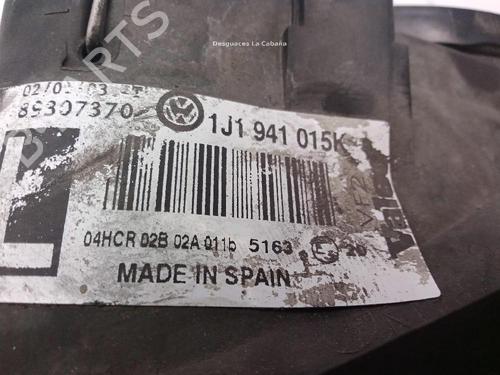 Desguaces La Cabaña
89307370
1J1 941 015K
04HCR 02B 02A 011b 5163
MADE IN SPAIN
L